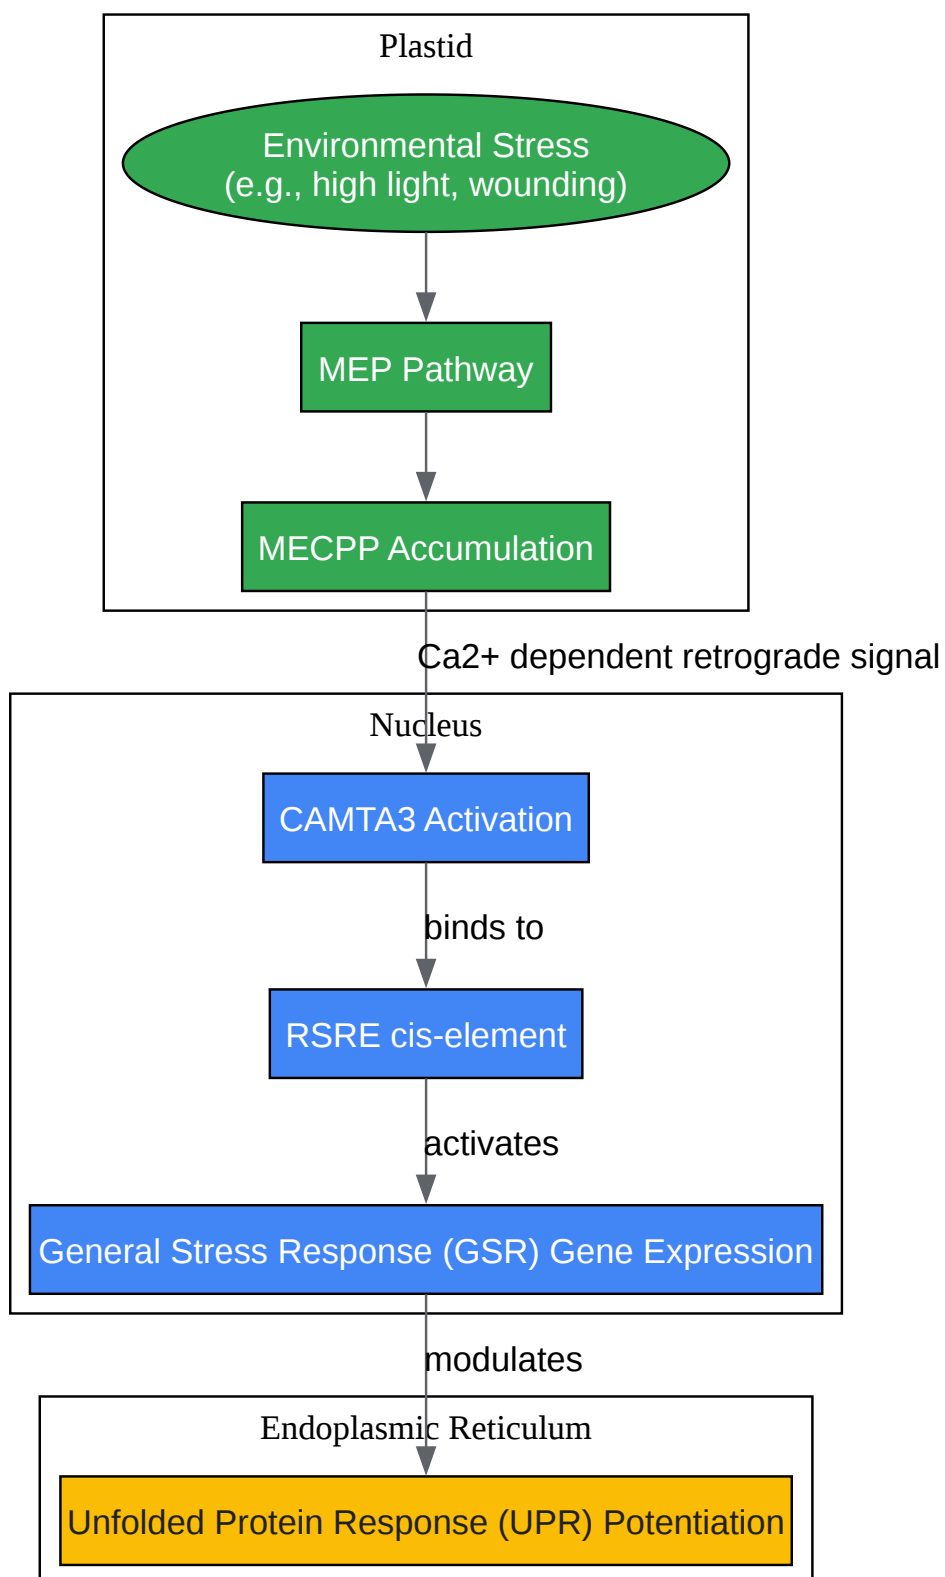 Plastid
Environmental Stress
(e.g., high light, wounding)
MEP Pathway
MECPP Accumulation
Ca2+ dependent retrograde signal
Nucleus
CAMTA3 Activation
binds to
RSRE cis-element
activates
General Stress Response (GSR) Gene Expression
modulates
Endoplasmic Reticulum
Unfolded Protein Response (UPR) Potentiation